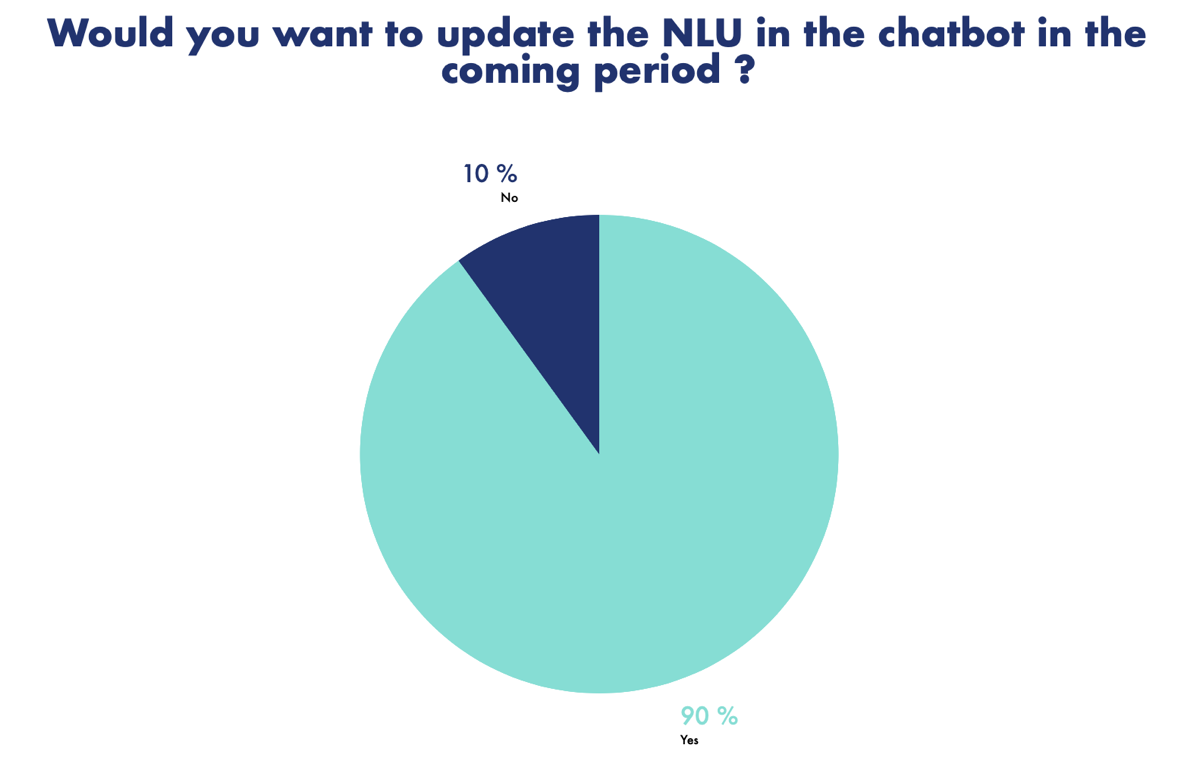 Would you want to update the NLU in the chatbot in the
coming period ?
10 %
No
90 %
Yes